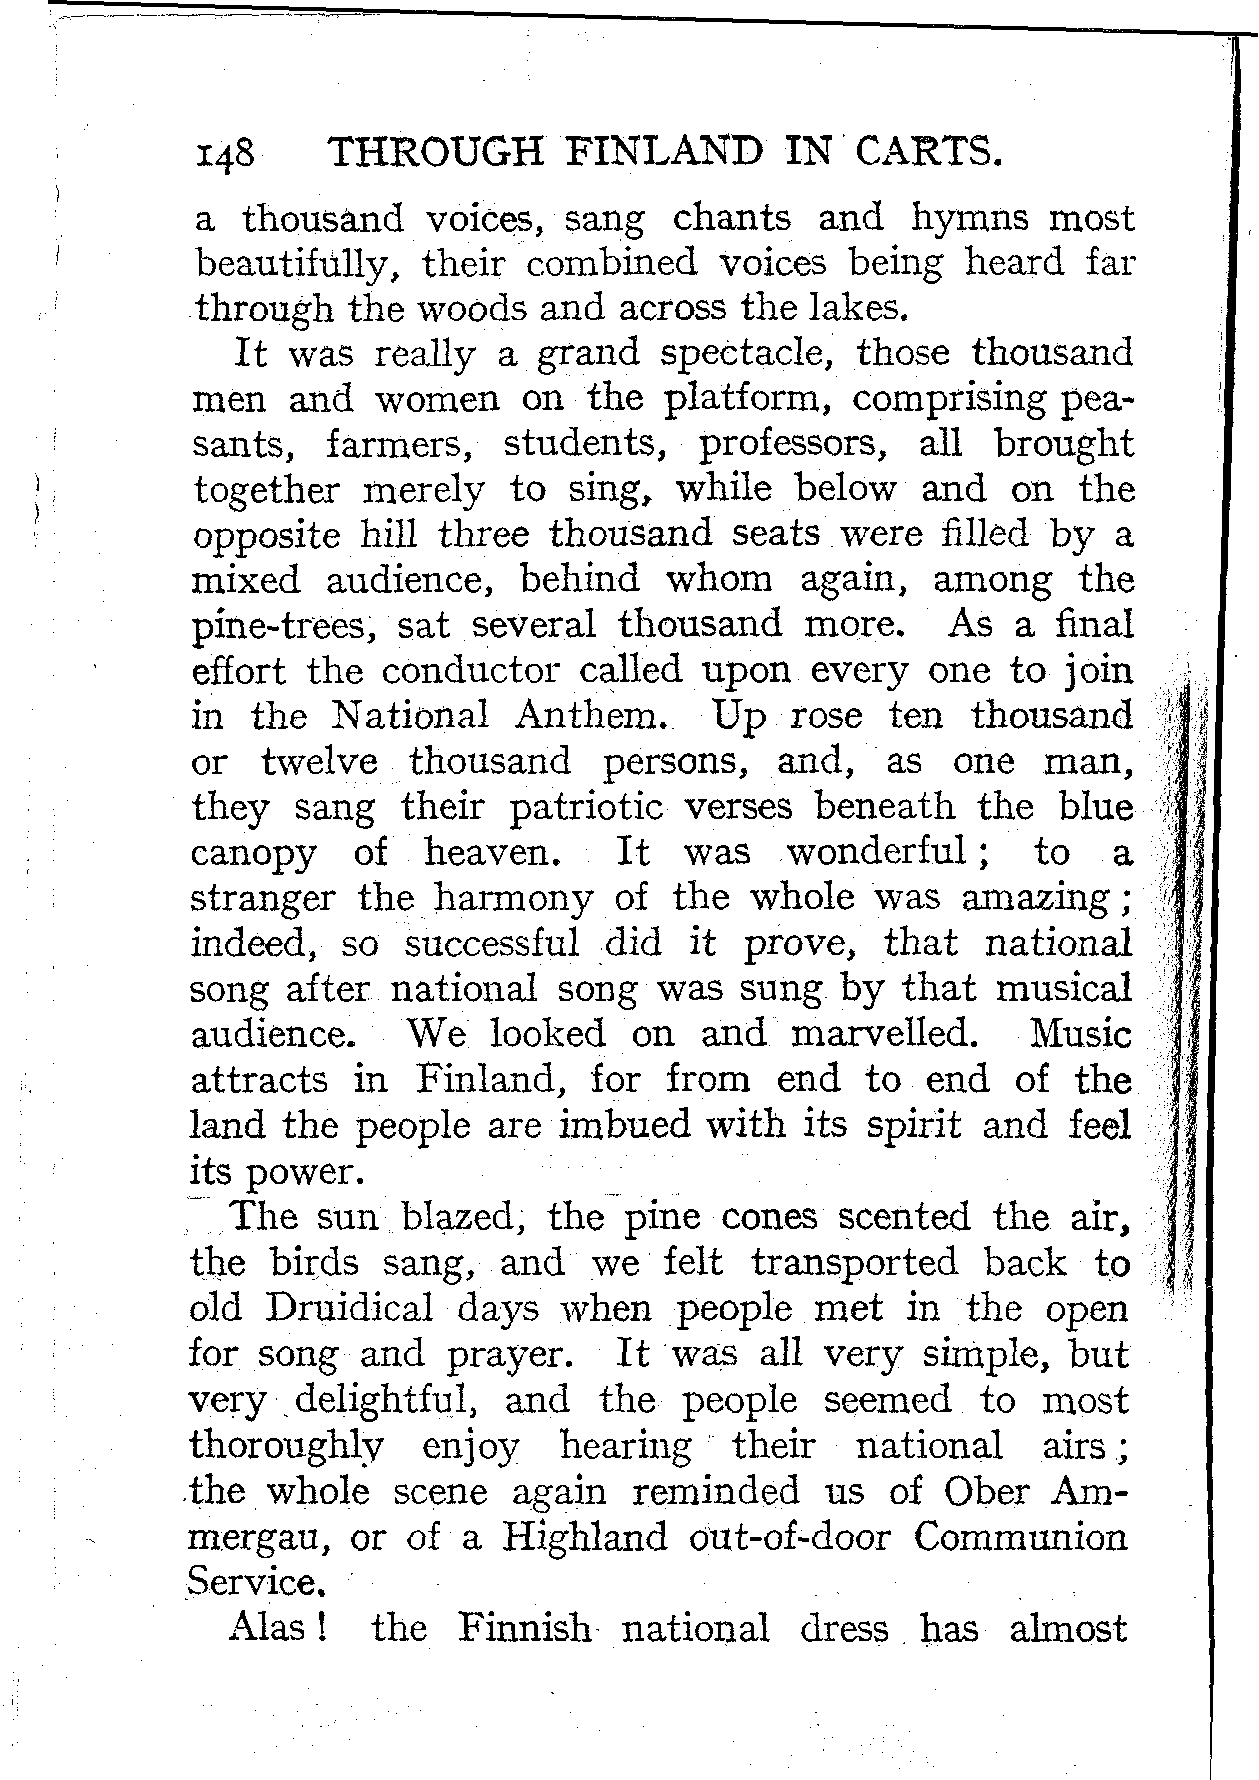 148 THROUGH FINLAND IN CARTS.
a thousand voices, sang chants and hymns most
beautifully, their combined voices being heard far
through the woods and across the lakes.
It was really a grand spectacle, those thousand
men and women on the platform, comprising pea-
sants, farmers, students, professors, all brought
together merely to sing, while below and on the
opposite hill three thousand seats were filled by a
mixed audience, behind whom again, among the
pine-trees, sat several thousand more. As a final
effort the conductor called upon every one to join
in the National Anthem. Up rose ten thousand
or twelve thousand persons, and, as one man,
they sang their patriotic verses beneath the blue
canopy of heaven. It was wonderful ; to a
stranger the harmony of the whole was amazing ;
indeed, so successful did it prove, that national
song after national song was sung by that musical
audience. We looked on and marvelled. Music
attracts in Finland, for from end to end of the
land the people are imbued with its spirit and feel
its power.
The sun blazed, the pine cones scented the air,
the birds sang, and we felt transported back to
old Druidical days when people met in the open
for song and prayer. It was all very simple, but
very delightful, and the people seemed to most
thoroughly enjoy hearing their national airs ;
the whole scene again reminded us of Ober Am-
mergau, or of a Highland out-of-door Communion
Service.
Alas ! the Finnish national dress has almost